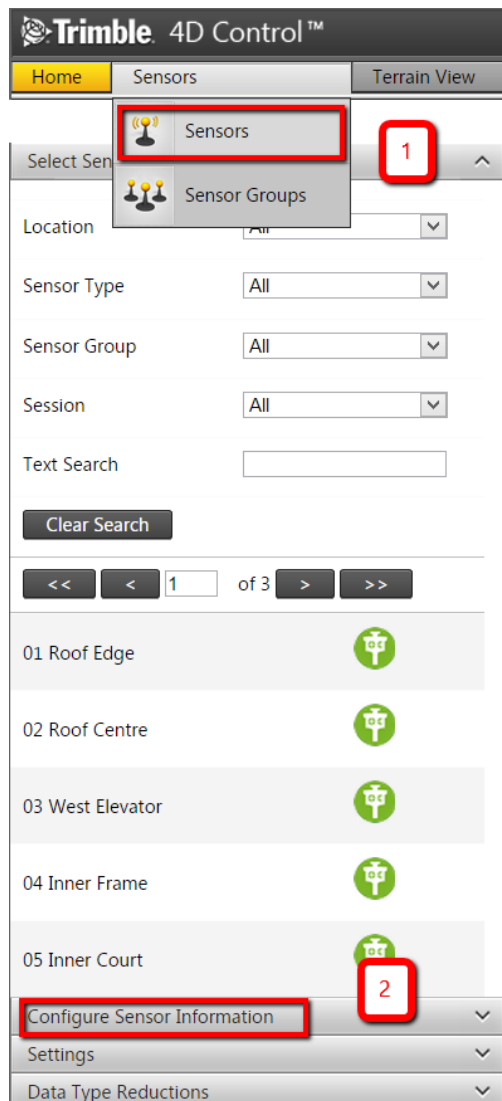 Trimble. 4D Control™
Home Sensors Terrain View
Sensors
1
Select Sen
Sensor Groups
Location All
Sensor Type All
Sensor Group All
Session All
Text Search
Clear Search
<< < 1 of 3 > >>
01 Roof Edge
02 Roof Centre
03 West Elevator
04 Inner Frame
05 Inner Court
2
Configure Sensor Information
Settings
Data Type Reductions